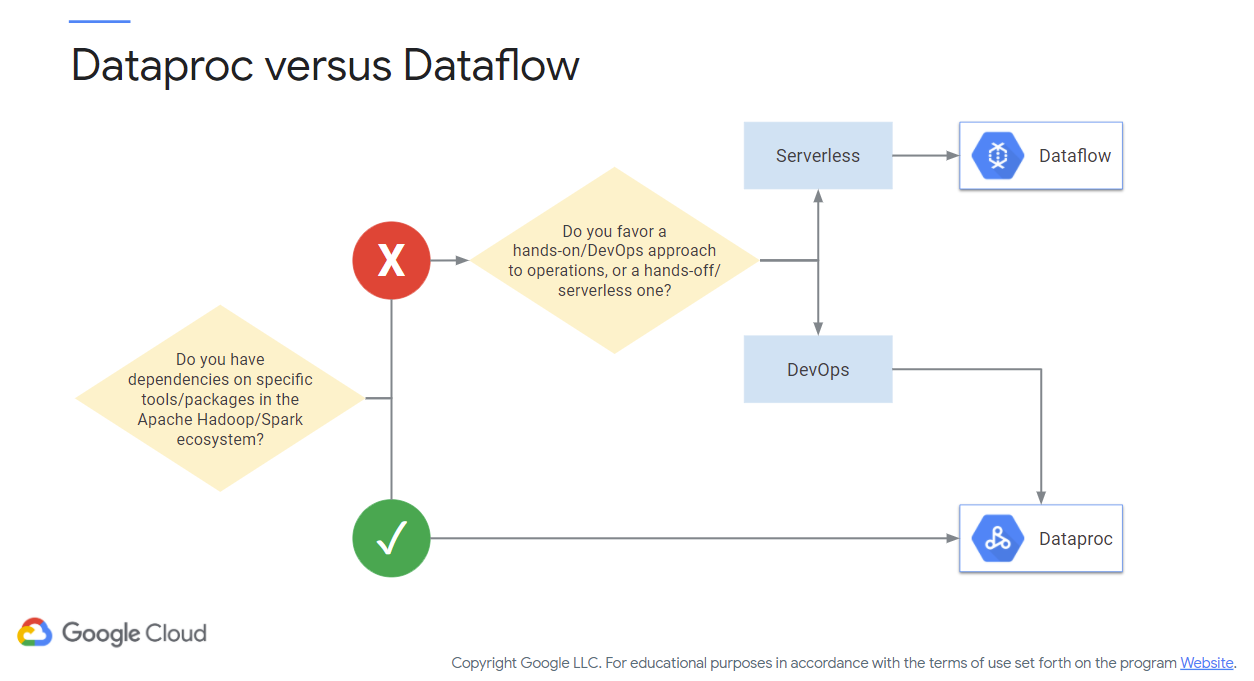 Dataproc versus Dataflow
Serverless
Dataflow
Do you favor a
hands-on/DevOps approach
to operations, or a hands-off/
serverless one?
X
Do you have
dependencies on specific
tools/packages in the
Apache Hadoop/Spark
ecosystem?
DevOps
✓
Dataproc
Google Cloud
Copyright Google LLC. For educational purposes in accordance with the terms of use set forth on the program Website.